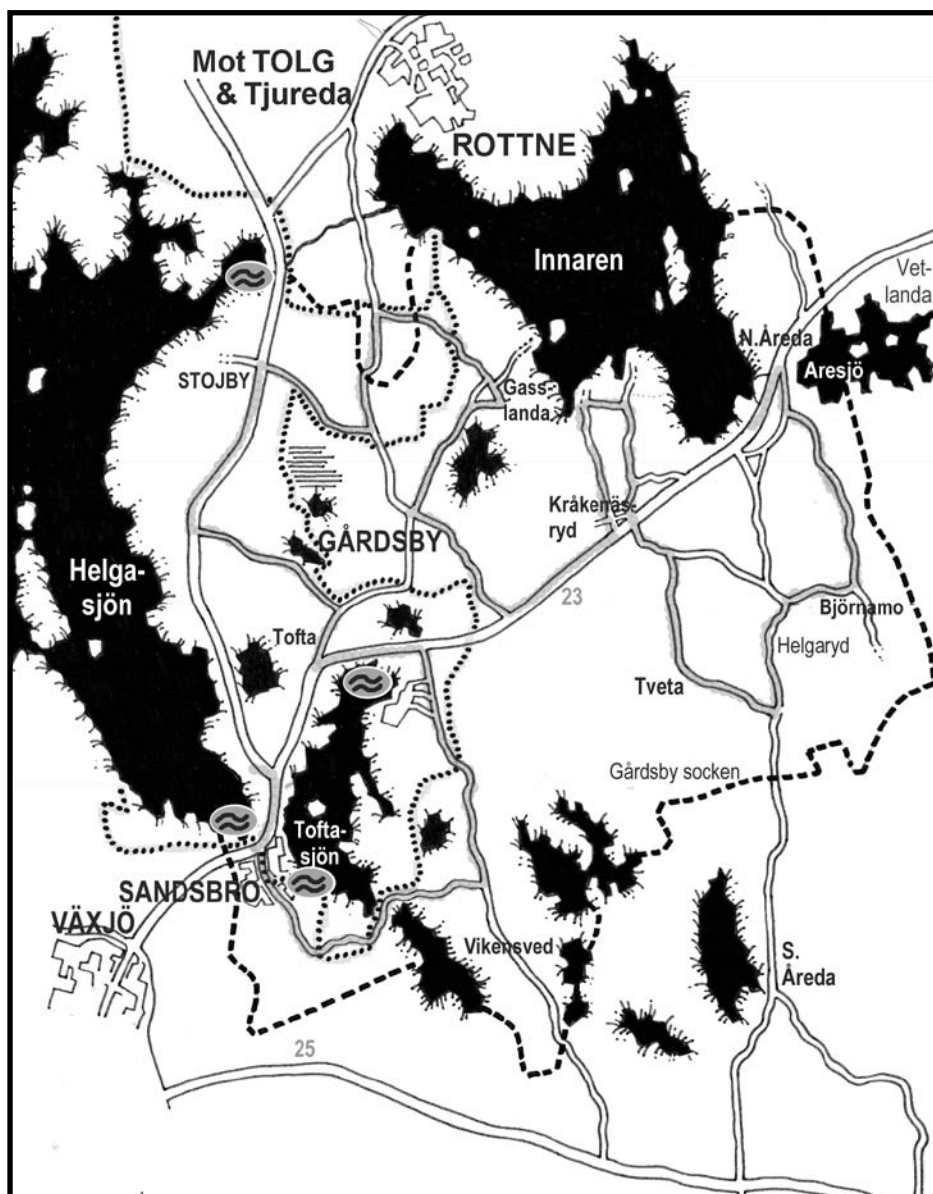 Mot TOLG
& Tjureda
ROTTNE
Innaren
Vet-
landa
N.Åreda
Aresjö
STOJBY
Gass-
landa
Kråkenäs-
ryd
GÅRDSBY
Helga-
sjön
23
Björnamo
Tofta
Helgaryd
Tveta
Gårdsby socken
Tofta-
sjön
SANDSBRO
VÄXJÖ
Vikensved
S.
Åreda
25